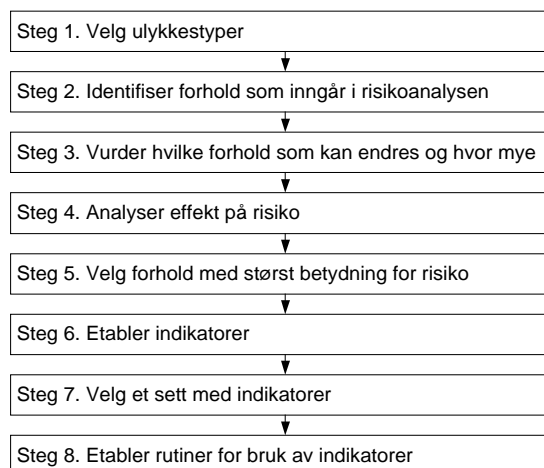 Steg 1. Velg ulykkestyper
Steg 2. Identifiser forhold som inngår i risikoanalysen
Steg 3. Vurder hvilke forhold som kan endres og hvor mye
Steg 4. Analyser effekt på risiko
Steg 5. Velg forhold med størst betydning for risiko
Steg 6. Etabler indikatorer
Steg 7. Velg et sett med indikatorer
Steg 8. Etabler rutiner for bruk av indikatorer